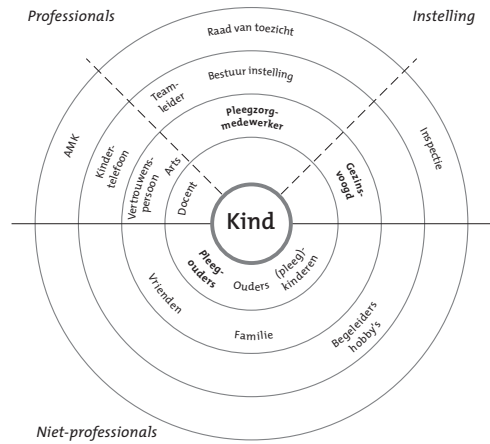 Professionals
Instelling
Raad van toezicht
Team-
leider
Bestuur instelling
Pleegzorg-
medewerker
AMK
Kinder-
telefoon
Vertrouwens-
persoon
Arts
Docent
Gezins-
voogd
Inspectie
Kind
Pleeg-
ouders
Ouders
(pleeg)-
kinderen
Vrienden
Familie
Begeleiders
hobby's
Niet-professionals